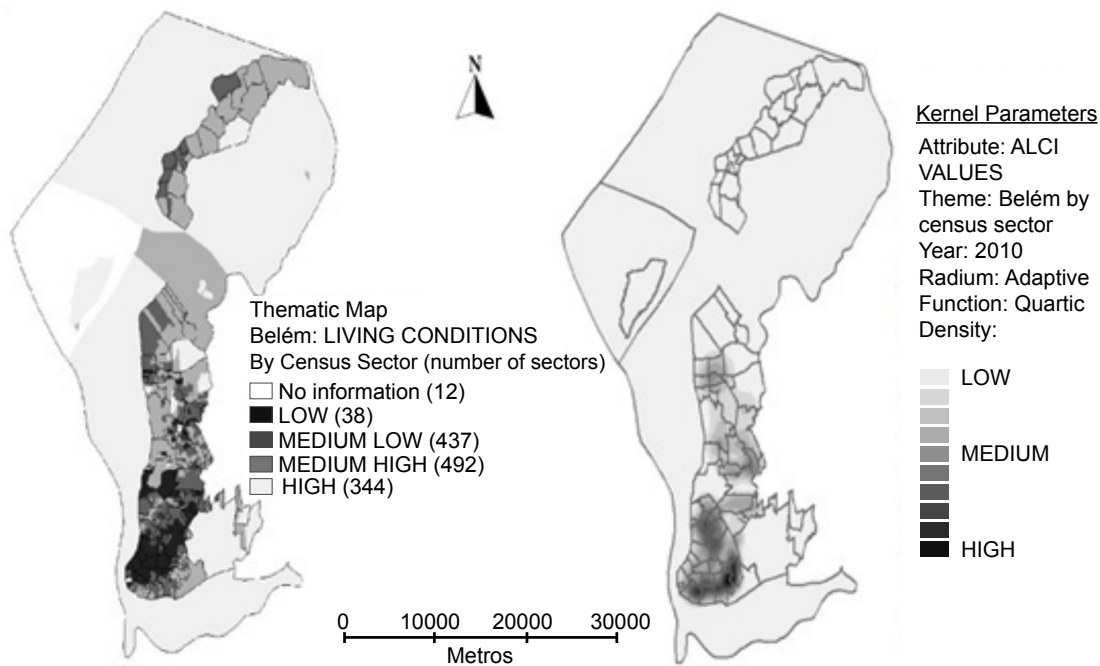 N
Thematic Map
Belém: LIVING CONDITIONS
By Census Sector (number of sectors)
No information (12)
LOW (38)
MEDIUM LOW (437)
MEDIUM HIGH (492)
HIGH (344)
0 10000 20000 30000
Metros
Kernel Parameters
Attribute: ALCI
VALUES
Theme: Belém by
census sector
Year: 2010
Radium: Adaptive
Function: Quartic
Density:
LOW
MEDIUM
HIGH